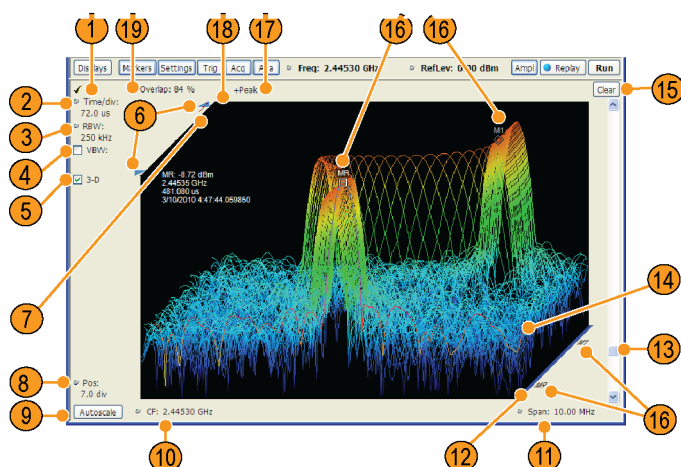 1 19 18 17 16 16
Displays Markers Settings Trig Acq Freq: 2.44530 GHz RefLev: 0.00 dBm Ampl Replay Run
Overlap: 84 % +Peak Clear
15
2 Time/div:
72.0 us
3 RBW:
250 kHz
4 VBW:
5 3-D
6
7
M1
MR
MR: -8.72 dBm
2.44535 GHz
481.080 us
3/10/2010 4:47:44.059850
14
13
M1
MR
16
8 Pos:
7.0 div
9 Autoscale CF: 2.44530 GHz Span: 10.00 MHz
10 12 11